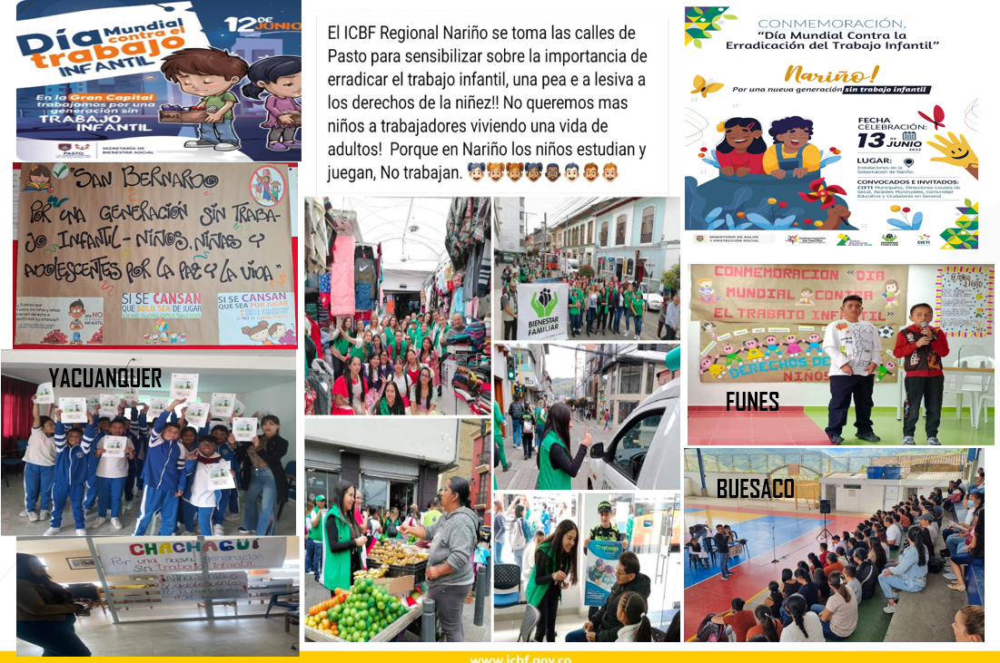 Día Mundial
contra el
trabajo
INFANTIL
12 DE
JUNIO
En la Gran Capital
trabajamos por una
generación sin
TRABAJO
INFANTIL
PASTO
SECRETARÍA DE
BIENESTAR SOCIAL
"SAN BERNARDO
POR UNA GENERACIÓN SIN TRABA-
JO INFANTIL - NIÑOS, NIÑAS Y
ADOLESCENTES POR LA PAZ Y LA VIDA"
SI SE CANSAN
QUE SOLO SEA DE JUGAR
SI SE CANSAN
QUE SEA POR JUGAR
YACUANQUER
CHACHAGÜÍ
Por una nueva generación
Sin trabajo Infantil
El ICBF Regional Nariño se toma las calles de
Pasto para sensibilizar sobre la importancia de
erradicar el trabajo infantil, una pea e a lesiva a
los derechos de la niñez!! No queremos mas
niños a trabajadores viviendo una vida de
adultos! Porque en Nariño los niños estudian y
juegan, No trabajan.
BIENESTAR
FAMILIAR
Trabajo
CONMEMORACIÓN,
"Día Mundial Contra la
Erradicación del Trabajo Infantil"
Nariño!
Por una nueva generación sin trabajo infantil
FECHA
CELEBRACIÓN:
13 DE
JUNIO
2023
LUGAR:
Instalaciones de la
Gobernación de Nariño.
CONVOCADOS E INVITADOS:
CIETI Municipales, Direcciones Locales de
Salud, Alcaldes Municipales, Comunidad
Educativa y Ciudadanía en General.
MINISTERIO DE SALUD
Y PROTECCIÓN SOCIAL
Gobernación
de Nariño
BIENESTAR
FAMILIAR
CIETI
CONMEMORACION «DIA
MUNDIAL CONTRA
EL TRABAJO INFANTIL"
DERECHOS DE
NIÑOS
FUNES
BUESACO
www.icbf.gov.co